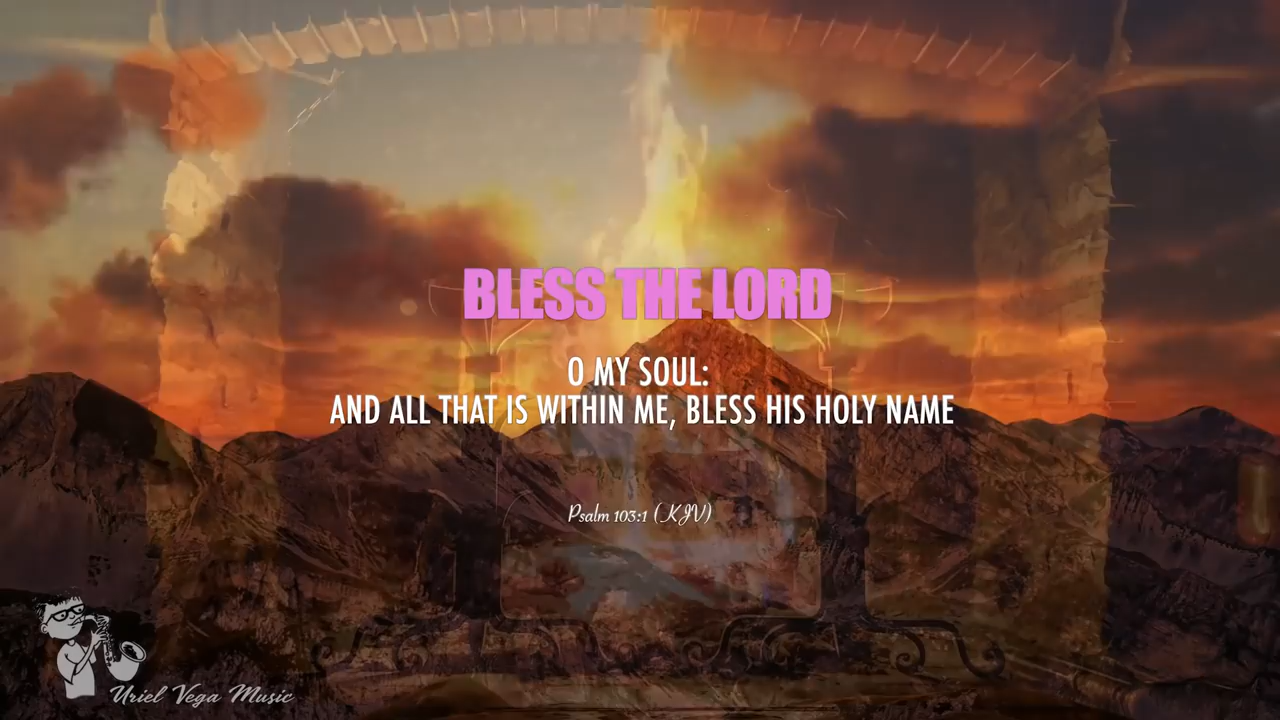 BLESS THE LORD
O MY SOUL:
AND ALL THAT IS WITHIN ME, BLESS HIS HOLY NAME
Psalm 103:1 (KJV)
Uriel Vega Music